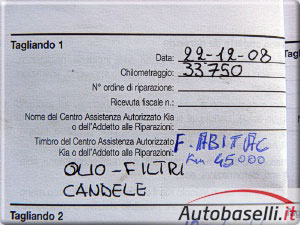 Tagliando 1
Data: 22-12-08
Chilometraggio: 33750
N° ordine di riparazione:
Ricevuta fiscale n.:
Nome del Centro Assistenza Autorizzato Kia
o dell'Addetto alle Riparazioni:
Timbro del Centro Assistenza Autorizzato F. ABITAC
Kia o dell'Addetto alle Riparazioni: Km 45000
OLIO-FILTRI
CANDELE
Tagliando 2
Autobaselli.it